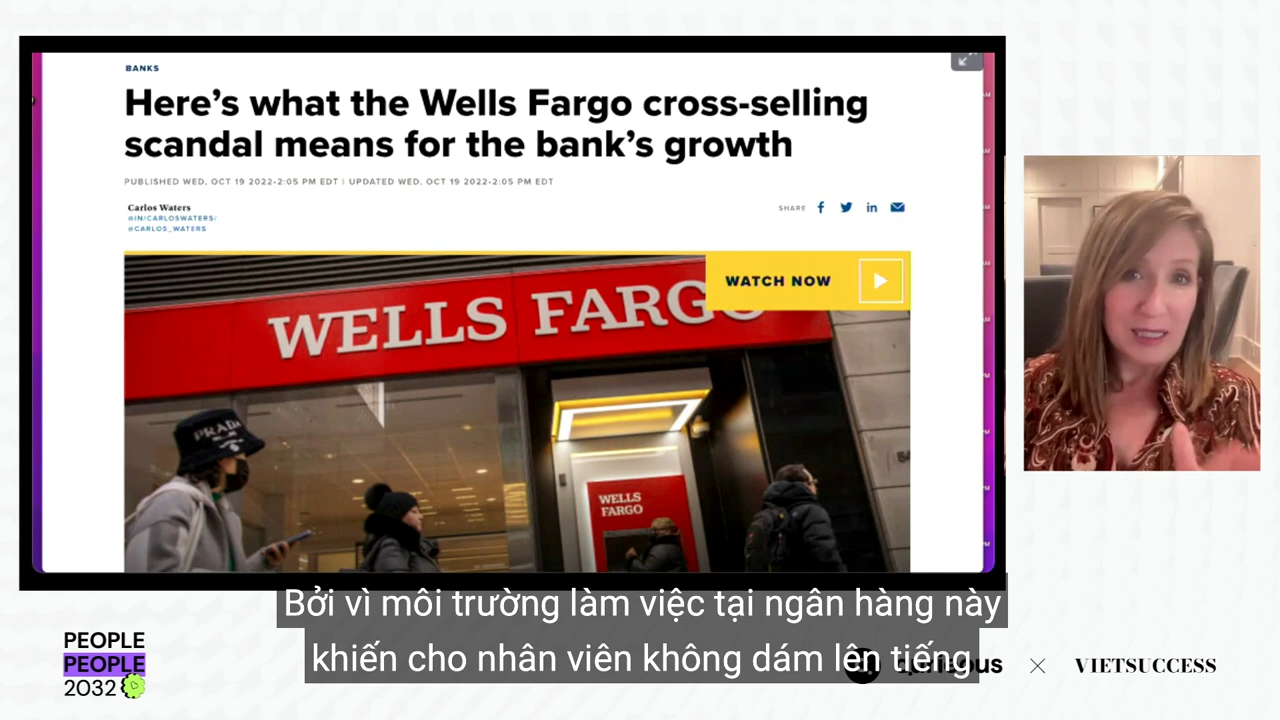 BANKS
Here's what the Wells Fargo cross-selling
scandal means for the bank's growth
PUBLISHED WED, OCT 19 2022•2:05 PM EDT | UPDATED WED, OCT 19 2022•2:05 PM EDT
Carlos Waters
@IN/CARLOSWATERS/
@CARLOS_WATERS
SHARE
WATCH NOW
WELLS FARGO
PRADA
WELLS
FARGO
Bởi vì môi trường làm việc tại ngân hàng này
khiến cho nhân viên không dám lên tiếng
PEOPLE
PEOPLE
2032
VIETSUCCESS